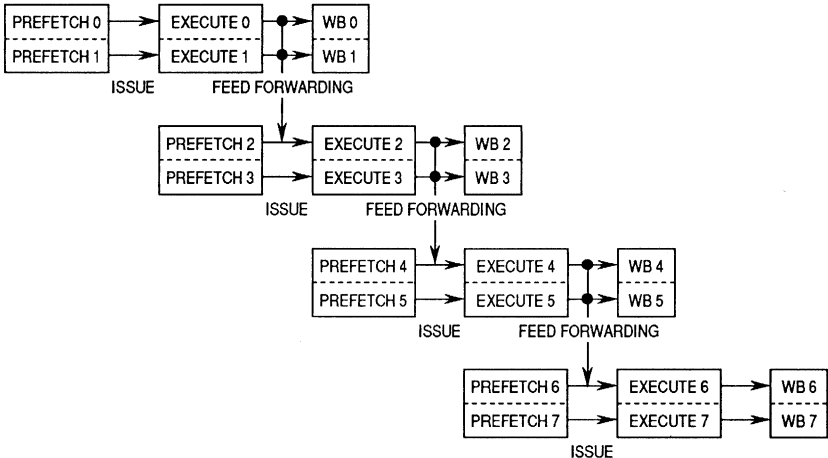 PREFETCH 0 EXECUTE 0 WB 0
PREFETCH 1 EXECUTE 1 WB 1
ISSUE FEED FORWARDING
PREFETCH 2 EXECUTE 2 WB 2
PREFETCH 3 EXECUTE 3 WB 3
ISSUE FEED FORWARDING
PREFETCH 4 EXECUTE 4 WB 4
PREFETCH 5 EXECUTE 5 WB 5
ISSUE FEED FORWARDING
PREFETCH 6 EXECUTE 6 WB 6
PREFETCH 7 EXECUTE 7 WB 7
ISSUE